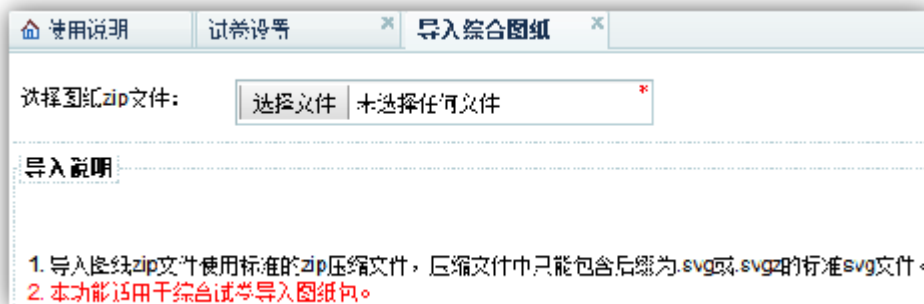 使用说明 试卷设置 × 导入综合图纸 ×
选择图纸zip文件： 选择文件 未选择任何文件 *
导入说明
1. 导入图纸zip文件使用标准的zip压缩文件，压缩文件中只能包含后缀为.svg或.svgz的标准svg文件。
2. 本功能适用于综合试卷导入图纸包。